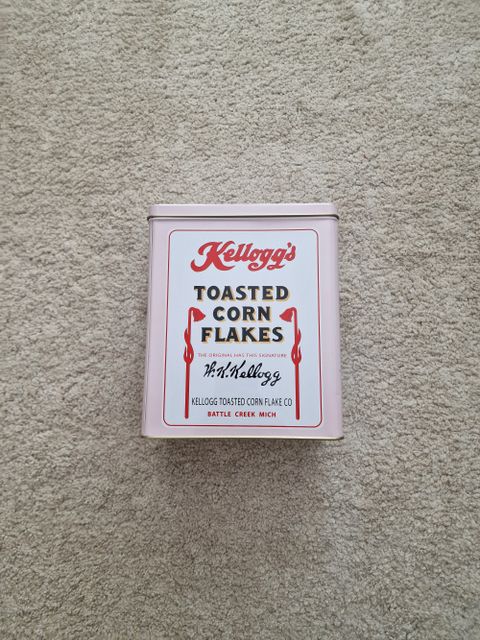 Kellogg's
TOASTED
CORN
FLAKES
THE ORIGINAL HAS THIS SIGNATURE
W.K.Kellogg
KELLOGG TOASTED CORN FLAKE CO
BATTLE CREEK MICH